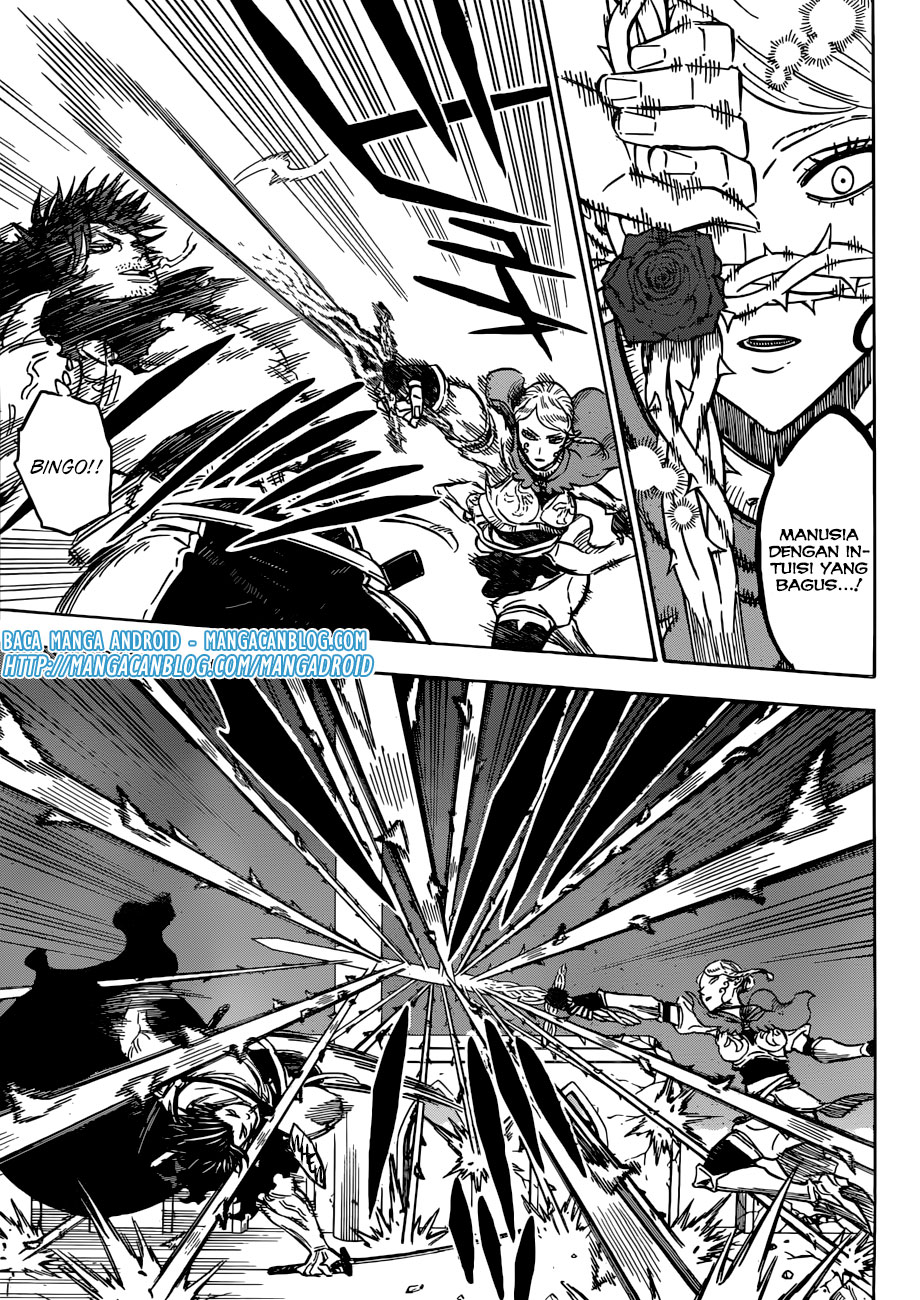 MANUSIA
DENGAN IN-
TUISI YANG
BAGUS...!
BINGO!!
BACA MANGA ANDROID - MANGACANBLOG.COM
HTTP://MANGACANBLOG.COM/MANGADROID